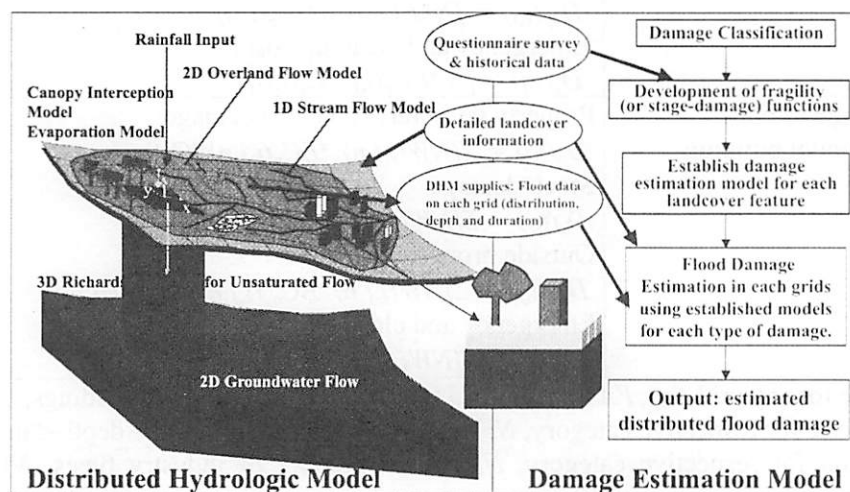 Rainfall Input
2D Overland Flow Model
Canopy Interception
Model
Evaporation Model
1D Stream Flow Model
3D Richards
for Unsaturated Flow
2D Groundwater Flow
Distributed Hydrologic Model
Questionnaire survey
& historical data
Detailed landcover
information
DHM supplies: Flood data
on each grid (distribution,
depth and duration)
Damage Classification
Development of fragility
(or stage-damage) functions
Establish damage
estimation model for each
landcover feature
Flood Damage
Estimation in each grids
using established models
for each type of damage.
Output: estimated
distributed flood
damage
Damage Estimation Model